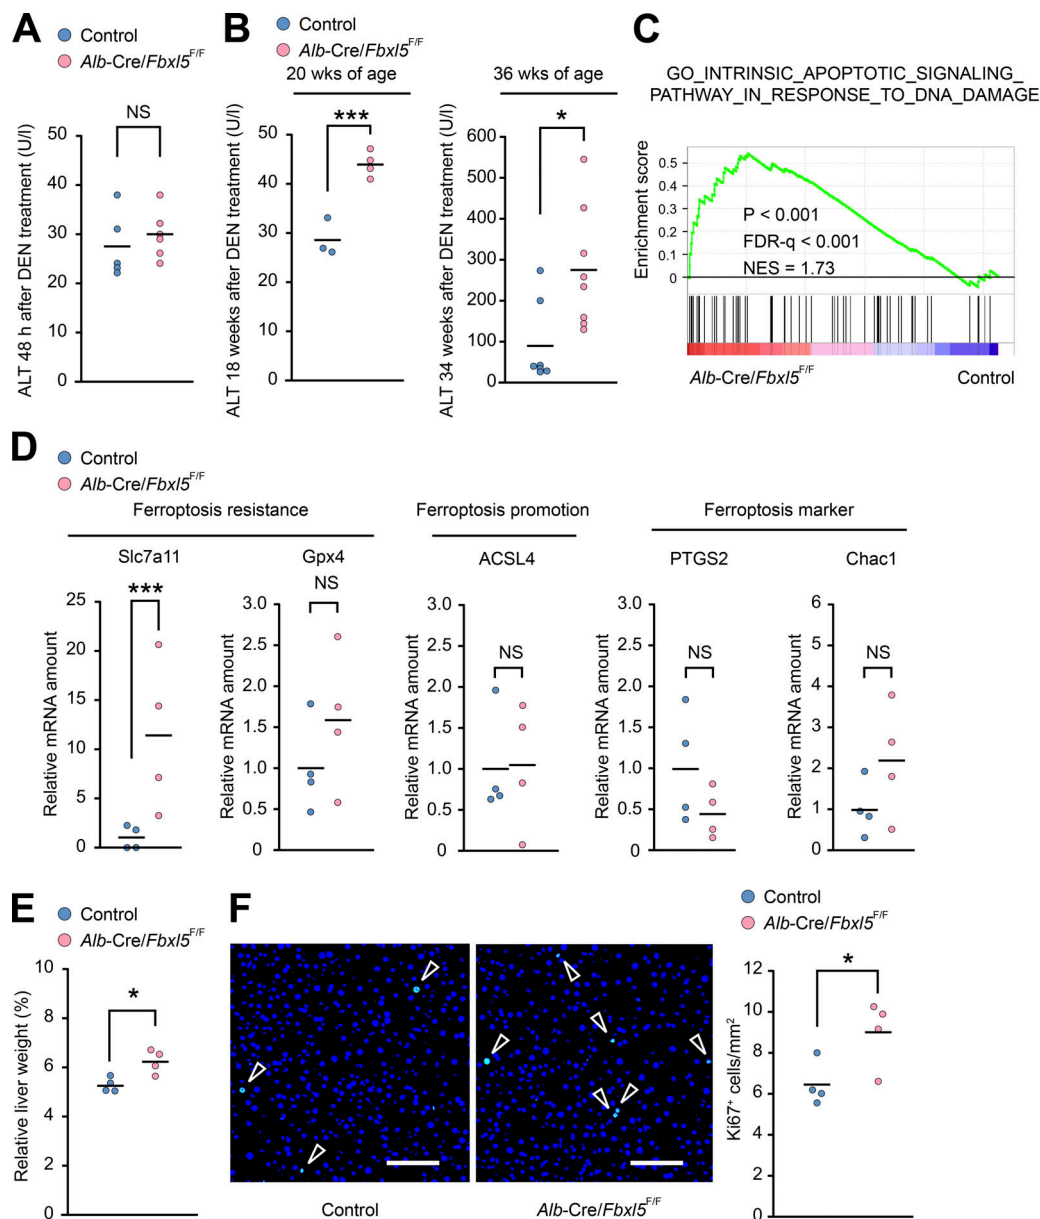 A
Control
Alb-Cre/Fbxl5F/F
NS
ALT 48 h after DEN treatment (U/l)
50
40
30
20
10
0
B
Control
Alb-Cre/Fbxl5F/F
20 wks of age
***
ALT 18 weeks after DEN treatment (U/l)
50
40
30
20
10
0
36 wks of age
*
ALT 34 weeks after DEN treatment (U/l)
600
500
400
300
200
100
0
C
GO_INTRINSIC_APOPTOTIC_SIGNALING_
PATHWAY_IN_RESPONSE_TO_DNA_DAMAGE
Enrichment score
0.5
0.4
0.3
0.2
0.1
0
P < 0.001
FDR-q < 0.001
NES = 1.73
Alb-Cre/Fbxl5F/F
Control
D
Control
Alb-Cre/Fbxl5F/F
Ferroptosis resistance
Slc7a11
***
Relative mRNA amount
25
20
15
10
5
0
Gpx4
NS
Relative mRNA amount
3.0
2.5
2.0
1.5
1.0
0.5
0
Ferroptosis promotion
ACSL4
NS
Relative mRNA amount
3.0
2.5
2.0
1.5
1.0
0.5
0
Ferroptosis marker
PTGS2
NS
Relative mRNA amount
3.0
2.5
2.0
1.5
1.0
0.5
0
Chac1
NS
Relative mRNA amount
6
5
4
3
2
1
0
E
Control
Alb-Cre/Fbxl5F/F
*
Relative liver weight (%)
10
8
6
4
2
0
F
Control
Alb-Cre/Fbxl5F/F
Control
Alb-Cre/Fbxl5F/F
*
Ki67+ cells/mm2
12
10
8
6
4
2
0